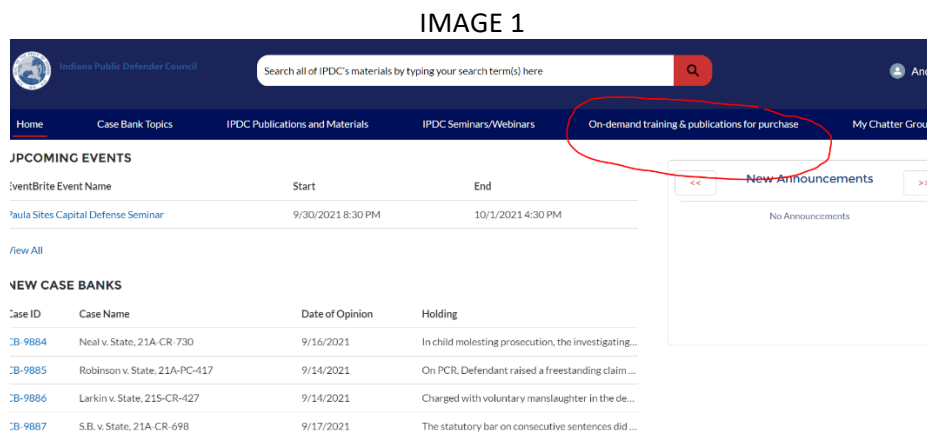 IMAGE 1
Indiana Public Defender Council
Search all of IPDC's materials by typing your search term(s) here
Home Case Bank Topics IPDC Publications and Materials IPDC Seminars/Webinars On-demand training & publications for purchase My Chatter Grou
UPCOMING EVENTS
EventBrite Event Name Start End
Paula Sites Capital Defense Seminar 9/30/2021 8:30 PM 10/1/2021 4:30 PM
View All
<< New Announcements >>
No Announcements
NEW CASE BANKS
Case ID Case Name Date of Opinion Holding
CB-9884 Neal v. State, 21A-CR-730 9/16/2021 In child molesting prosecution, the investigating...
CB-9885 Robinson v. State, 21A-PC-417 9/14/2021 On PCR, Defendant raised a freestanding claim ...
CB-9886 Larkin v. State, 21S-CR-427 9/14/2021 Charged with voluntary manslaughter in the de...
CB-9887 S.B. v. State, 21A-CR-698 9/17/2021 The statutory bar on consecutive sentences did ...